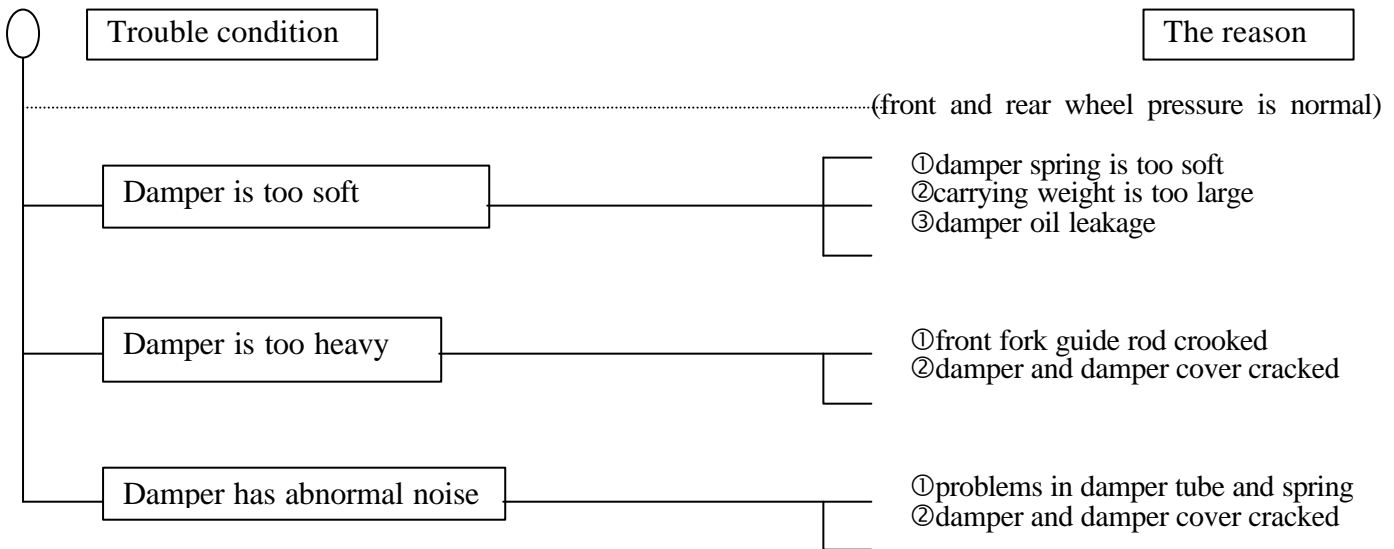 Trouble condition
The reason
(front and rear wheel pressure is normal)
Damper is too soft
①damper spring is too soft
②carrying weight is too large
③damper oil leakage
Damper is too heavy
①front fork guide rod crooked
②damper and damper cover cracked
Damper has abnormal noise
①problems in damper tube and spring
②damper and damper cover cracked